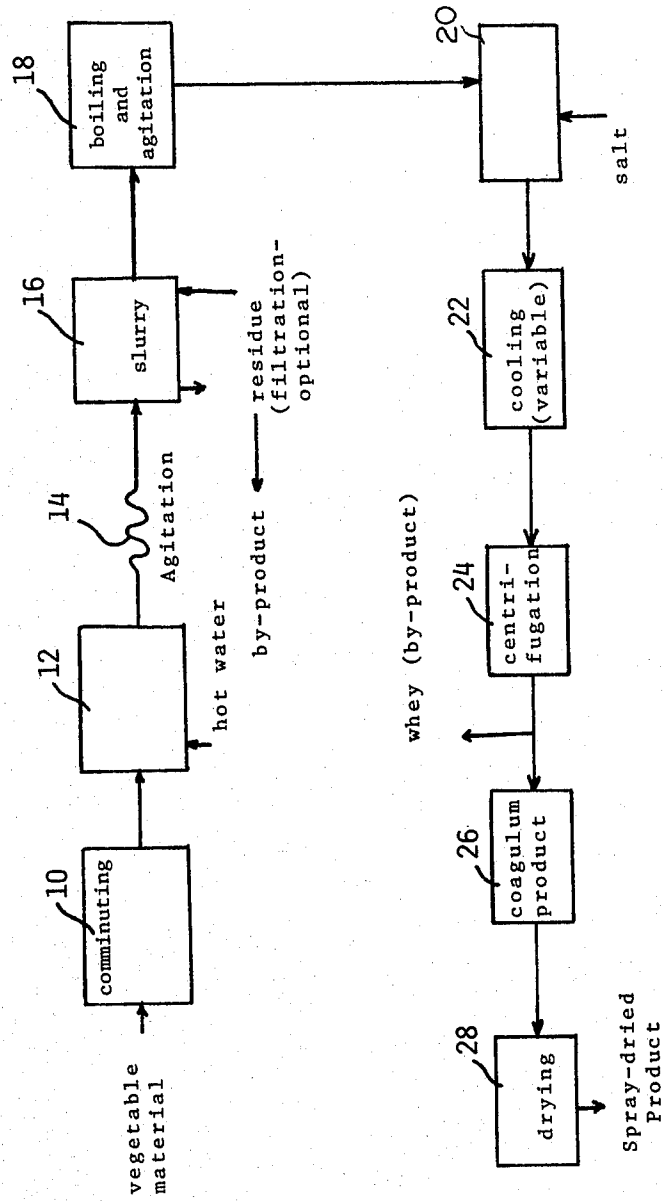 vegetable
material
10
comminuting
12
hot water
14
Agitation
16
slurry
residue
(filtration-
optional)
by-product
18
boiling
and
agitation
20
salt
22
cooling
(variable)
24
centri-
fugation
whey (by-product)
26
coagulum
product
28
drying
Spray-dried
Product